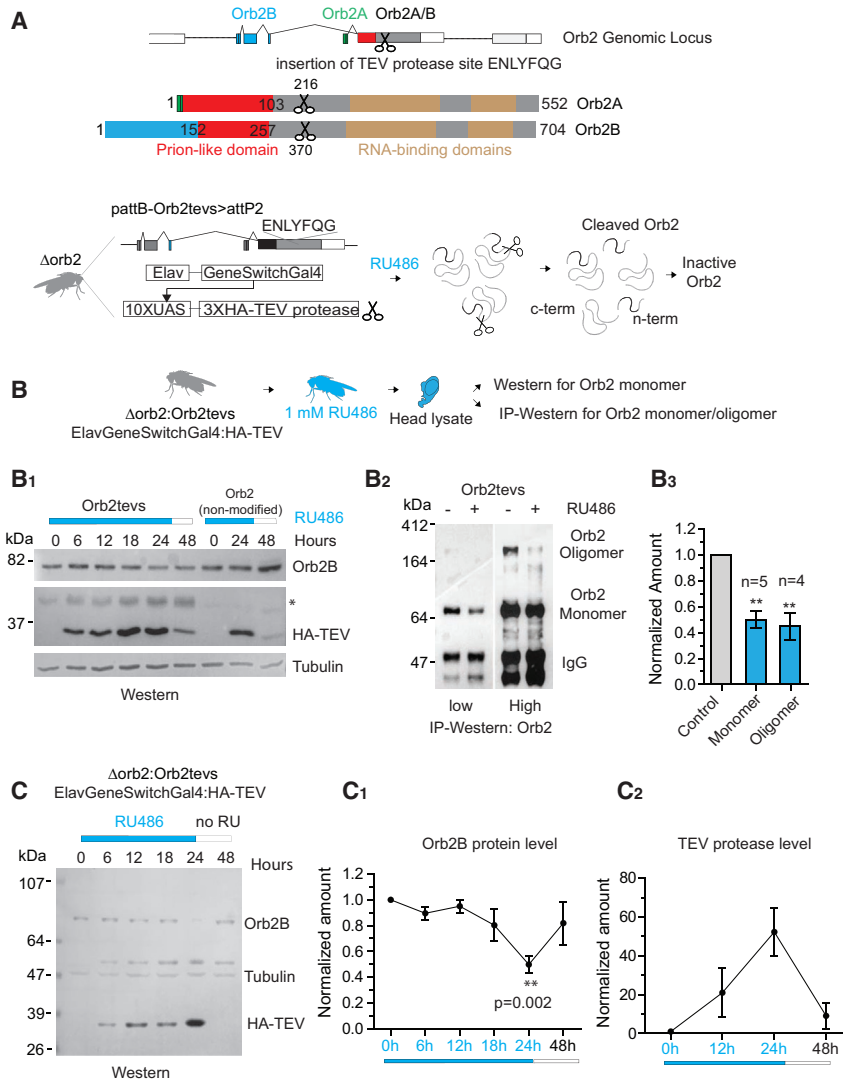 A
Orb2B
Orb2A
Orb2A/B
Orb2 Genomic Locus
insertion of TEV protease site ENLYFQG
216
1
103
552
Orb2A
1
152
257
704
Orb2B
Prion-like domain
370
RNA-binding domains
pattB-Orb2tevs>attP2
ENLYFQG
Δorb2
Elav
GeneSwitchGal4
10XUAS
3XHA-TEV protease
RU486
Cleaved Orb2
c-term
n-term
Inactive
Orb2
B
Δorb2:Orb2tevs
ElavGeneSwitchGal4:HA-TEV
1 mM RU486
Head lysate
Western for Orb2 monomer
IP-Western for Orb2 monomer/oligomer
B1
Orb2tevs
Orb2
(non-modified)
RU486
kDa
0 6 12 18 24 48 0 24 48
Hours
82
Orb2B
*
37
HA-TEV
Tubulin
Western
B2
Orb2tevs
kDa
- + - +
RU486
412
164
64
47
Orb2
Oligomer
Orb2
Monomer
IgG
low
High
IP-Western: Orb2
B3
Normalized Amount
1.2
1.0
0.8
0.6
0.4
0.2
0.0
n=5
n=4
**
**
Control
Monomer
Oligomer
C
Δorb2:Orb2tevs
ElavGeneSwitchGal4:HA-TEV
RU486
no RU
kDa
0 6 12 18 24 48
Hours
107
64
47
39
26
Orb2B
Tubulin
HA-TEV
Western
C1
Orb2B protein level
Normalized amount
1.2
1.0
0.8
0.6
0.4
0.2
0.0
**
p=0.002
0h 6h 12h 18h 24h 48h
C2
TEV protease level
Normalized amount
80
60
40
20
0
0h 12h 24h 48h